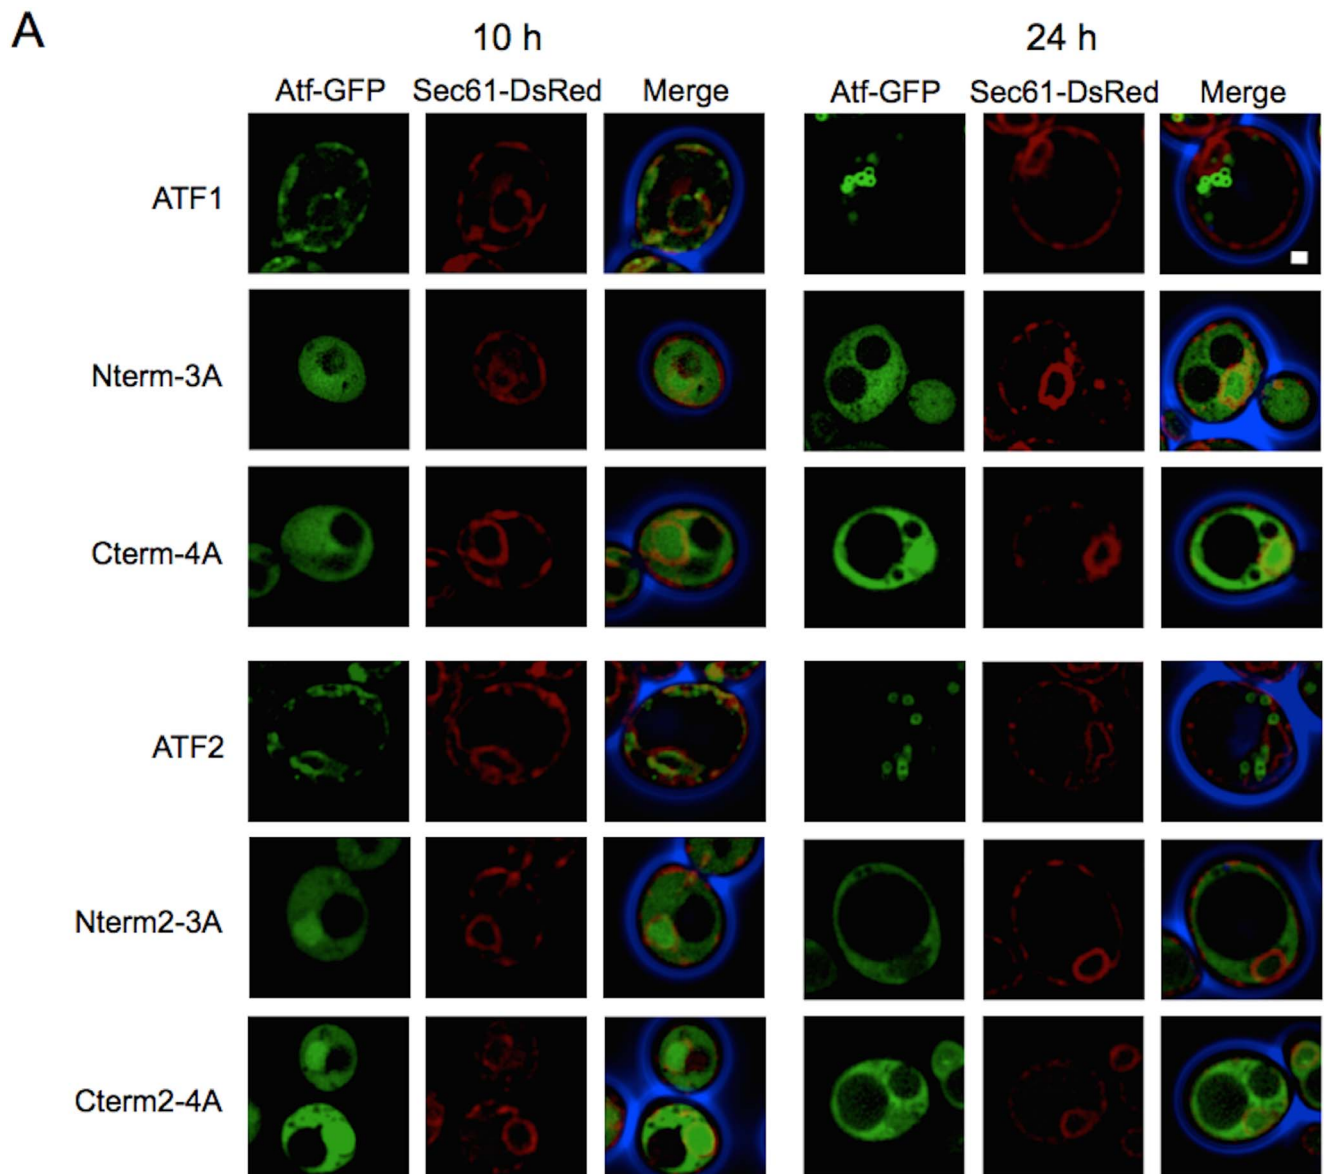 A
10 h 24 h
Atf-GFP Sec61-DsRed Merge Atf-GFP Sec61-DsRed Merge
ATF1
Nterm-3A
Cterm-4A
ATF2
Nterm2-3A
Cterm2-4A